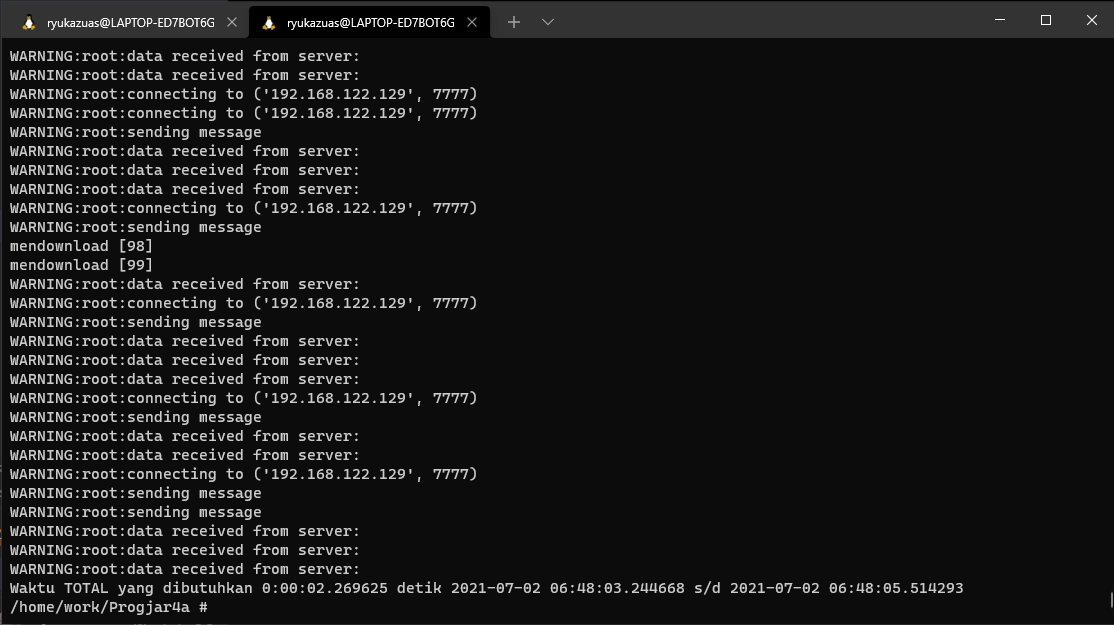 ryukazuas@LAPTOP-ED7BOT6G
ryukazuas@LAPTOP-ED7BOT6G
WARNING:root:data received from server:
WARNING:root:data received from server:
WARNING:root:connecting to ('192.168.122.129', 7777)
WARNING:root:connecting to ('192.168.122.129', 7777)
WARNING:root:sending message
WARNING:root:data received from server:
WARNING:root:data received from server:
WARNING:root:data received from server:
WARNING:root:connecting to ('192.168.122.129', 7777)
WARNING:root:sending message
mendownload [98]
mendownload [99]
WARNING:root:data received from server:
WARNING:root:connecting to ('192.168.122.129', 7777)
WARNING:root:sending message
WARNING:root:data received from server:
WARNING:root:data received from server:
WARNING:root:data received from server:
WARNING:root:connecting to ('192.168.122.129', 7777)
WARNING:root:sending message
WARNING:root:data received from server:
WARNING:root:data received from server:
WARNING:root:connecting to ('192.168.122.129', 7777)
WARNING:root:sending message
WARNING:root:sending message
WARNING:root:data received from server:
WARNING:root:data received from server:
WARNING:root:data received from server:
Waktu TOTAL yang dibutuhkan 0:00:02.269625 detik 2021-07-02 06:48:03.244668 s/d 2021-07-02 06:48:05.514293
/home/work/Progjar4a #